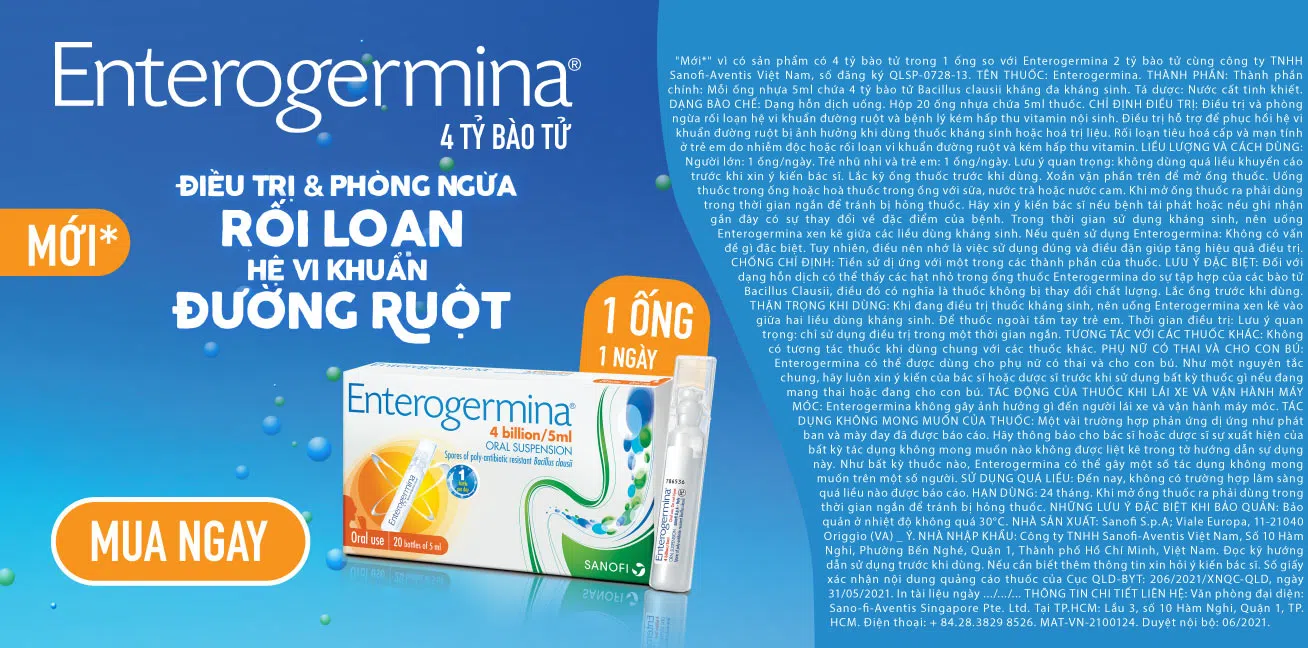 Enterogermina®
4 TỶ BÀO TỬ
ĐIỀU TRỊ & PHÒNG NGỪA
RỐI LOẠN
HỆ VI KHUẨN
ĐƯỜNG RUỘT
MỚI*
1 ỐNG
1 NGÀY
Enterogermina®
4 billion/5ml
ORAL SUSPENSION
Spores of poly-antibiotic resistant Bacillus clausii
1
Enterogermina
Oral use
20 bottles of 5 ml
SANOFI
786536
Enterogermina®
MUA NGAY
"Mới*" vì có sản phẩm có 4 tỷ bào tử trong 1 ống so với Enterogermina 2 tỷ bào tử cùng công ty TNHH
Sanofi-Aventis Việt Nam, số đăng ký QLSP-0728-13. TÊN THUỐC: Enterogermina. THÀNH PHẦN: Thành phần
chính: Mỗi ống nhựa 5ml chứa 4 tỷ bào tử Bacillus clausii kháng đa kháng sinh. Tá dược: Nước cất tinh khiết.
DẠNG BÀO CHẾ: Dạng hỗn dịch uống. Hộp 20 ống nhựa chứa 5ml thuốc. CHỈ ĐỊNH ĐIỀU TRỊ: Điều trị và phòng
ngừa rối loạn hệ vi khuẩn đường ruột và bệnh lý kém hấp thu vitamin nội sinh. Điều trị hỗ trợ để phục hồi hệ vi
khuẩn đường ruột bị ảnh hưởng khi dùng thuốc kháng sinh hoặc hoá trị liệu. Rối loạn tiêu hoá cấp và mạn tính
ở trẻ em do nhiễm độc hoặc rối loạn vi khuẩn đường ruột và kém hấp thu vitamin. LIỀU LƯỢNG VÀ CÁCH DÙNG:
Người lớn: 1 ống/ngày. Trẻ nhũ nhi và trẻ em: 1 ống/ngày. Lưu ý quan trọng: không dùng quá liều khuyến cáo
trước khi xin ý kiến bác sĩ. Lắc kỹ ống thuốc trước khi dùng. Xoắn vặn phần trên để mở ống thuốc. Uống
thuốc trong ống hoặc hoà thuốc trong ống với sữa, nước trà hoặc nước cam. Khi mở ống thuốc ra phải dùng
trong thời gian ngắn để tránh bị hỏng thuốc. Hãy xin ý kiến bác sĩ nếu bệnh tái phát hoặc nếu ghi nhận
gần đây có sự thay đổi về đặc điểm của bệnh. Trong thời gian sử dụng kháng sinh, nên uống
Enterogermina xen kẽ giữa các liều dùng kháng sinh. Nếu quên sử dụng Enterogermina: Không có vấn
đề gì đặc biệt. Tuy nhiên, điều nên nhớ là việc sử dụng đúng và điều đặn giúp tăng hiệu quả điều trị.
CHỐNG CHỈ ĐỊNH: Tiền sử dị ứng với một trong các thành phần của thuốc. LƯU Ý ĐẶC BIỆT: Đối với
dạng hỗn dịch có thể thấy các hạt nhỏ trong ống thuốc Enterogermina do sự tập hợp của các bào tử
Bacillus Clausii, điều đó có nghĩa là thuốc không bị thay đổi chất lượng. Lắc ống trước khi dùng.
THẬN TRỌNG KHI DÙNG: Khi đang điều trị thuốc kháng sinh, nên uống Enterogermina xen kẽ vào
giữa hai liều dùng kháng sinh. Để thuốc ngoài tầm tay trẻ em. Thời gian điều trị: Lưu ý quan
trọng: chỉ sử dụng điều trị trong một thời gian ngắn. TƯƠNG TÁC VỚI CÁC THUỐC KHÁC: Không
có tương tác thuốc khi dùng chung với các thuốc khác. PHỤ NỮ CÓ THAI VÀ CHO CON BÚ:
Enterogermina có thể được dùng cho phụ nữ có thai và cho con bú. Như một nguyên tắc
chung, hãy luôn xin ý kiến của bác sĩ hoặc dược sĩ trước khi sử dụng bất kỳ thuốc gì nếu đang
mang thai hoặc đang cho con bú. TÁC ĐỘNG CỦA THUỐC KHI LÁI XE VÀ VẬN HÀNH MÁY
MÓC: Enterogermina không gây ảnh hưởng gì đến người lái xe và vận hành máy móc. TÁC
DỤNG KHÔNG MONG MUỐN CỦA THUỐC: Một vài trường hợp phản ứng dị ứng như phát
ban và mày đay đã được báo cáo. Hãy thông báo cho bác sĩ hoặc dược sĩ sự xuất hiện của
bất kỳ tác dụng không mong muốn nào không được liệt kê trong tờ hướng dẫn sự dụng
này. Như bất kỳ thuốc nào, Enterogermina có thể gây một số tác dụng không mong
muốn trên một số người. SỬ DỤNG QUÁ LIỀU: Đến nay, không có trường hợp lâm sàng
quá liều nào được báo cáo. HẠN DÙNG: 24 tháng. Khi mở ống thuốc ra phải dùng trong
thời gian ngắn để tránh bị hỏng thuốc. NHỮNG LƯU Ý ĐẶC BIỆT KHI BẢO QUẢN: Bảo
quản ở nhiệt độ không quá 30°C. NHÀ SẢN XUẤT: Sanofi S.p.A; Viale Europa, 11-21040
Origgio (VA) _ Ý. NHÀ NHẬP KHẨU: Công ty TNHH Sanofi-Aventis Việt Nam, Số 10 Hàm
Nghi, Phường Bến Nghé, Quận 1, Thành phố Hồ Chí Minh, Việt Nam. Đọc kỹ hướng
dẫn sử dụng trước khi dùng. Nếu cần biết thêm thông tin xin hỏi ý kiến bác sĩ. Số giấy
xác nhận nội dung quảng cáo thuốc của Cục QLD-BYT: 206/2021/XNQC-QLD, ngày
31/05/2021. In tài liệu ngày .../.../... THÔNG TIN CHI TIẾT LIÊN HỆ: Văn phòng đại diện:
Sano-fi-Aventis Singapore Pte. Ltd. Tại TP.HCM: Lầu 3, số 10 Hàm Nghi, Quận 1, TP.
HCM. Điện thoại: + 84.28.3829 8526. MAT-VN-2100124. Duyệt nội bộ: 06/2021.